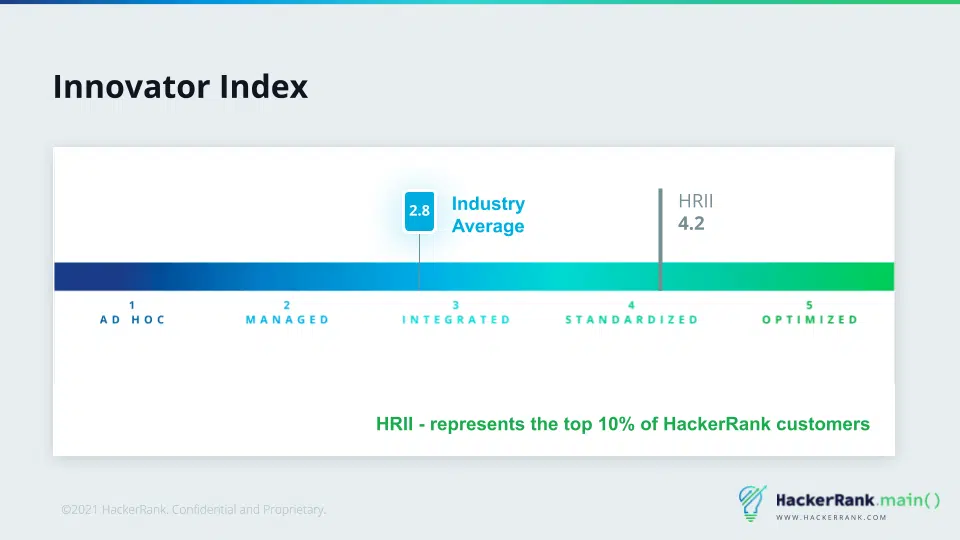 Innovator Index
2.8
Industry
Average
HRII
4.2
1
AD HOC
2
MANAGED
3
INTEGRATED
4
STANDARDIZED
5
OPTIMIZED
HRII - represents the top 10% of HackerRank customers
©2021 HackerRank. Confidential and Proprietary.
HackerRank.main()
WWW.HACKERRANK.COM